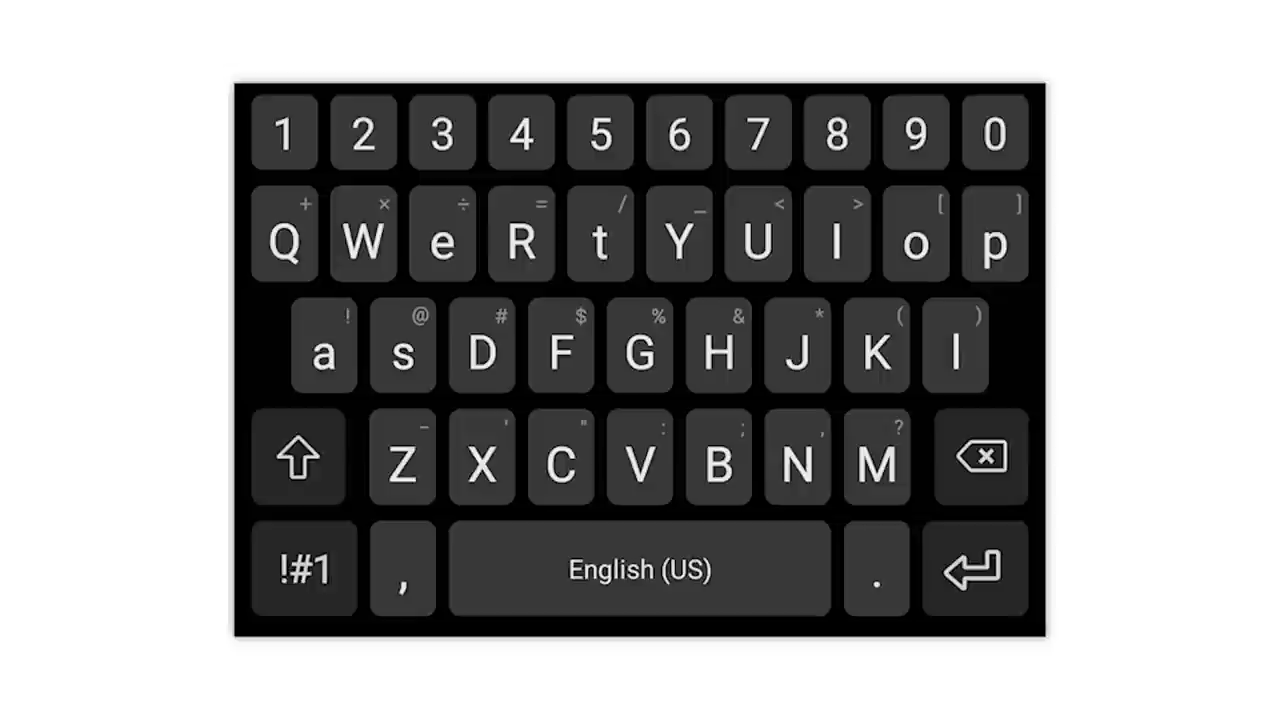 1 2 3 4 5 6 7 8 9 0
+ × ÷ = / _ < > [ ]
Q W e R t Y U I o p
! @ # $ % & * ( )
a s D F G H J K l
- ' " : ; , ?
Z X C V B N M
!#1 , English (US) .